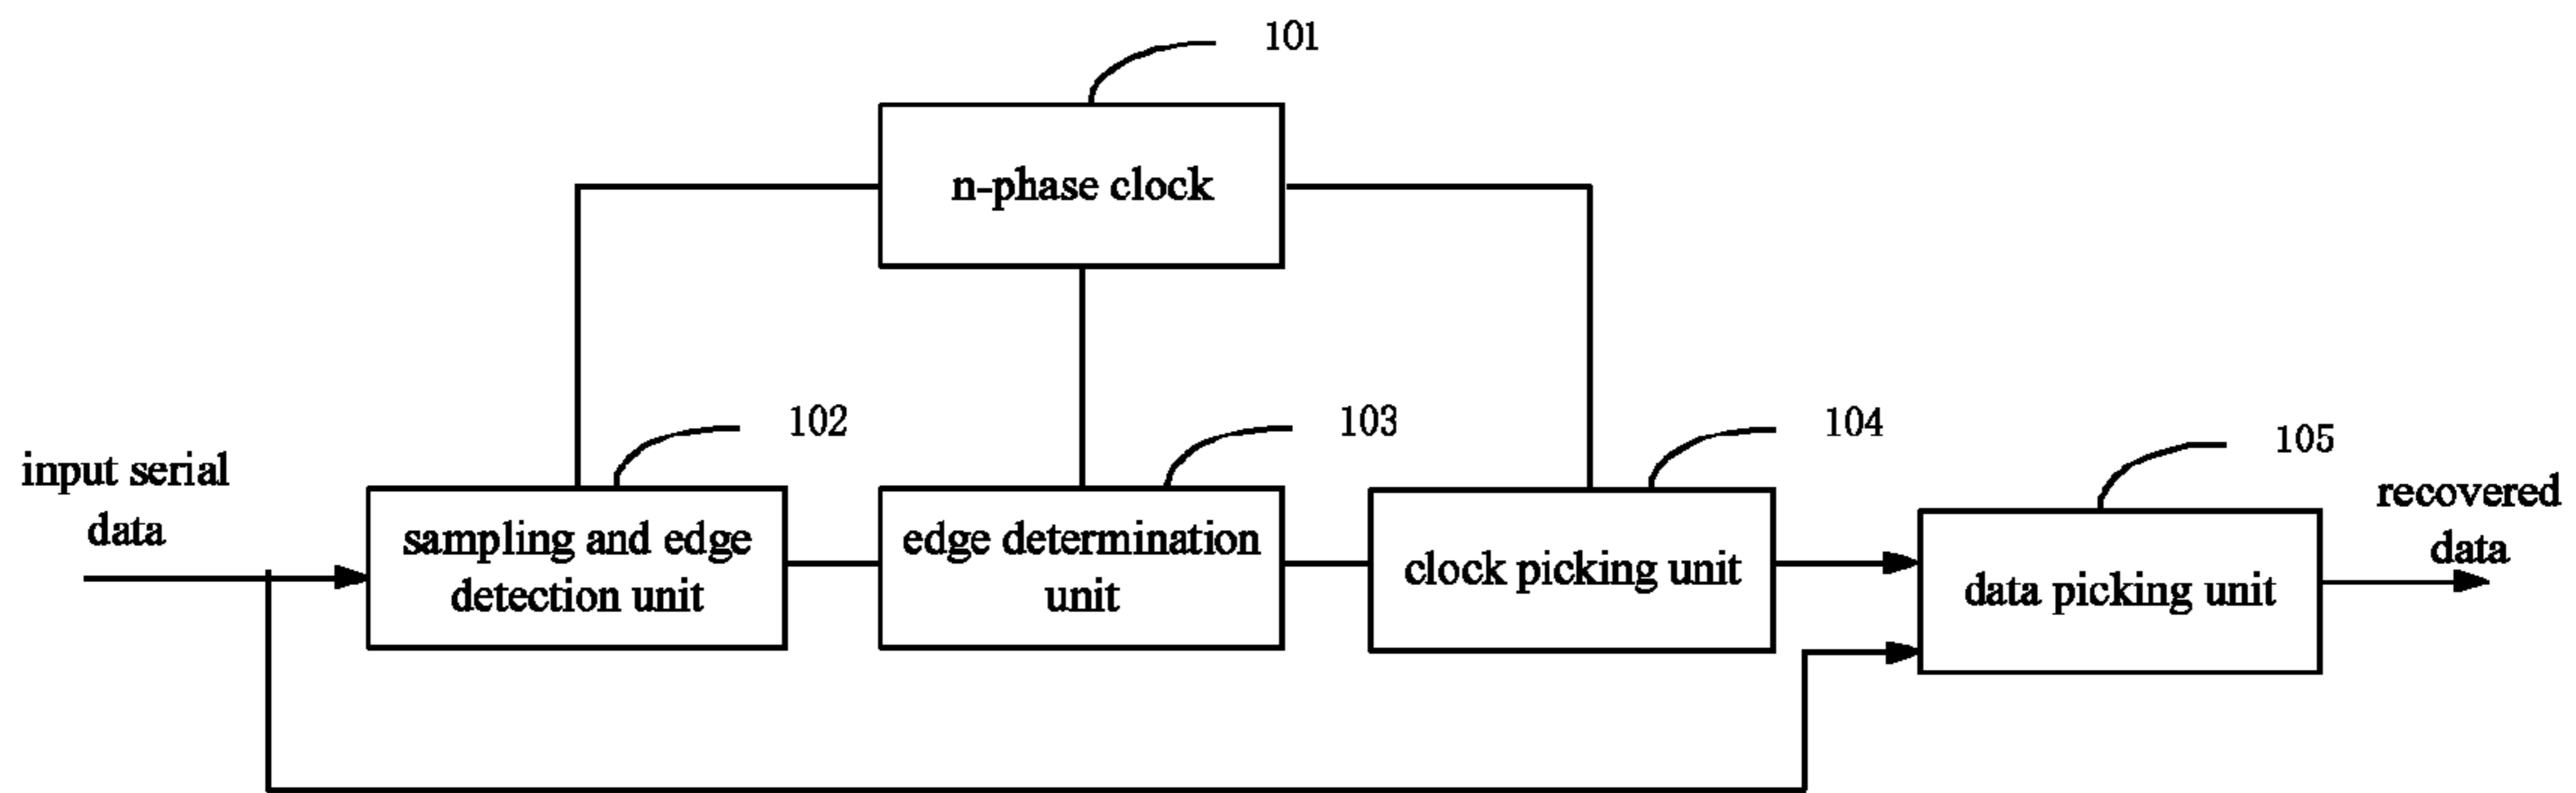 101
n-phase clock
102
103
104
105
input serial
data
sampling and edge
detection unit
edge determination
unit
clock picking unit
data picking unit
recovered
data